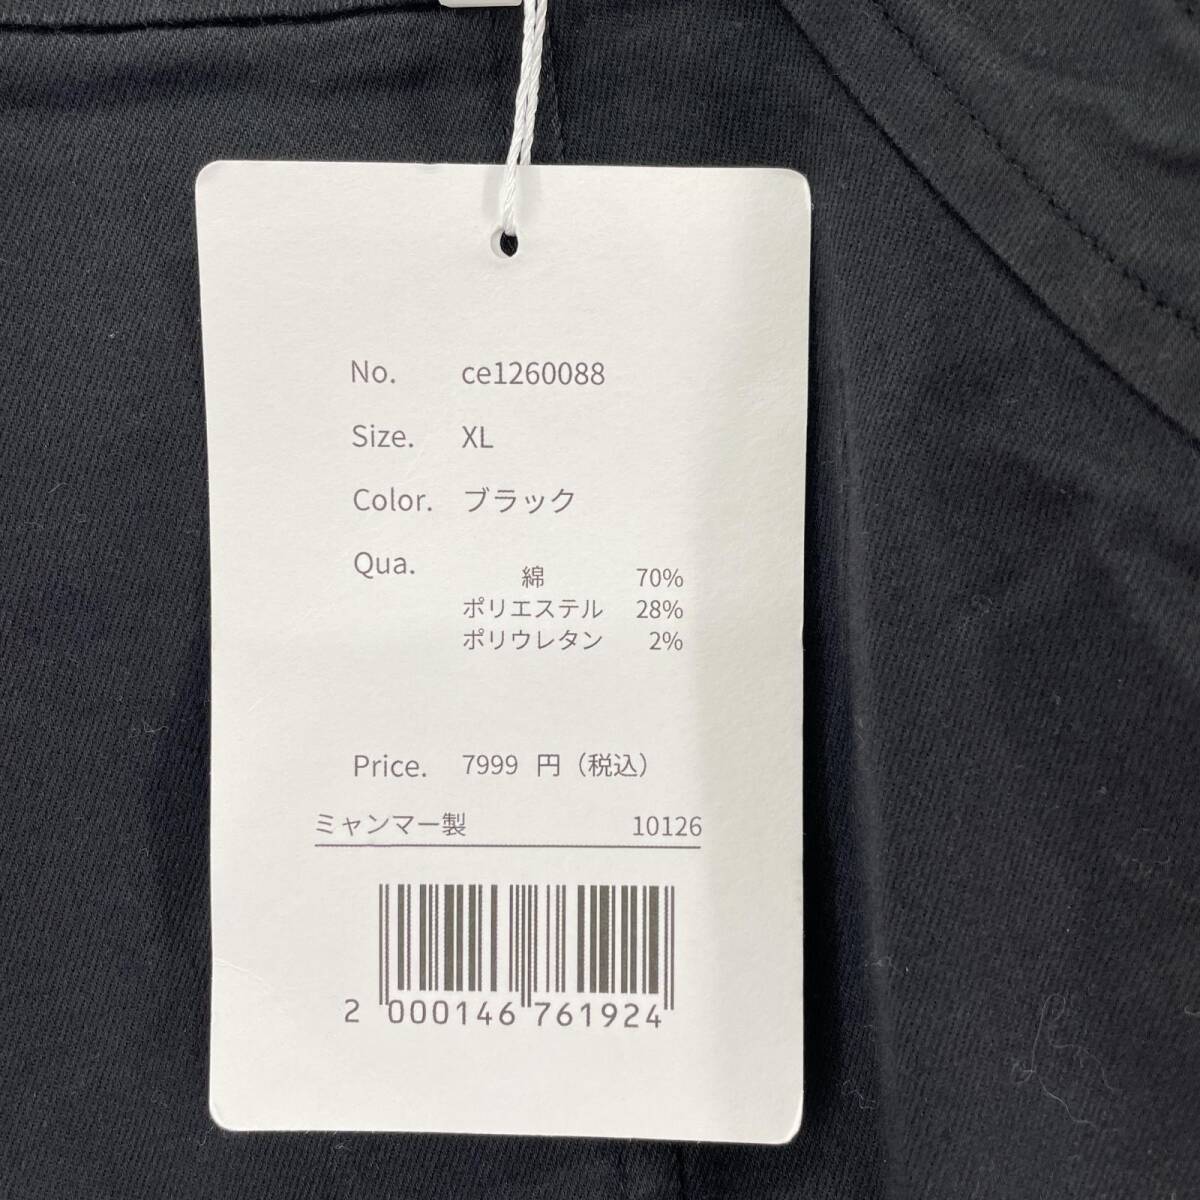 No. ce1260088
Size. XL
Color. ブラック
Qua. 綿 70%
ポリエステル 28%
ポリウレタン 2%
Price. 7999 円（税込）
ミャンマー製 10126
2 000146 761924